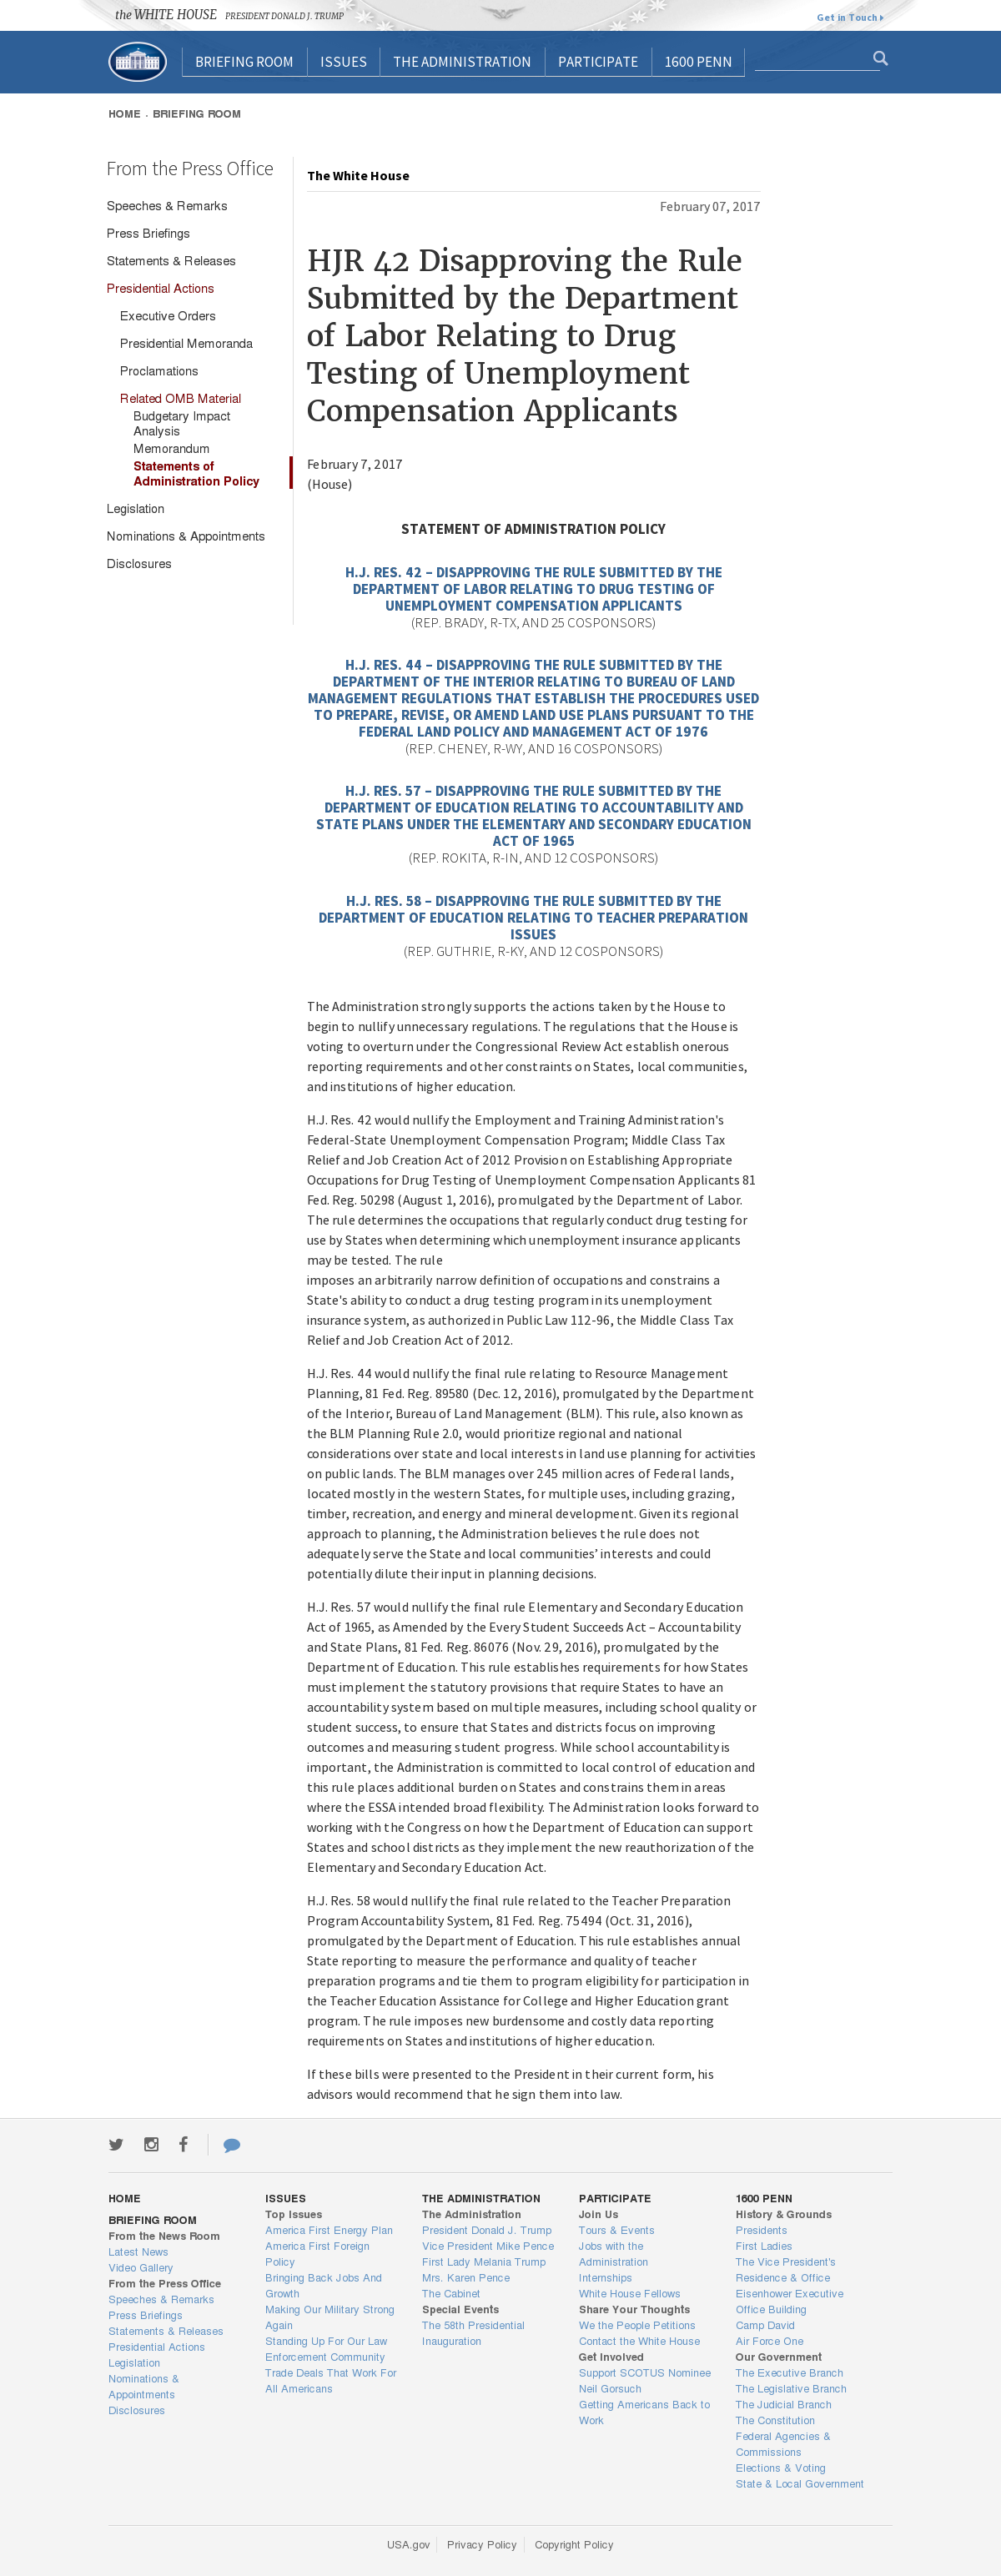 the WHITE HOUSE PRESIDENT DONALD J. TRUMP
Get in Touch
BRIEFING ROOM
ISSUES
THE ADMINISTRATION
PARTICIPATE
1600 PENN
HOME · BRIEFING ROOM
From the Press Office
Speeches & Remarks
Press Briefings
Statements & Releases
Presidential Actions
Executive Orders
Presidential Memoranda
Proclamations
Related OMB Material
Budgetary Impact
Analysis
Memorandum
Statements of
Administration Policy
Legislation
Nominations & Appointments
Disclosures
The White House
February 07, 2017
HJR 42 Disapproving the Rule
Submitted by the Department
of Labor Relating to Drug
Testing of Unemployment
Compensation Applicants
February 7, 2017
(House)
STATEMENT OF ADMINISTRATION POLICY
H.J. RES. 42 – DISAPPROVING THE RULE SUBMITTED BY THE
DEPARTMENT OF LABOR RELATING TO DRUG TESTING OF
UNEMPLOYMENT COMPENSATION APPLICANTS
(REP. BRADY, R-TX, AND 25 COSPONSORS)
H.J. RES. 44 – DISAPPROVING THE RULE SUBMITTED BY THE
DEPARTMENT OF THE INTERIOR RELATING TO BUREAU OF LAND
MANAGEMENT REGULATIONS THAT ESTABLISH THE PROCEDURES USED
TO PREPARE, REVISE, OR AMEND LAND USE PLANS PURSUANT TO THE
FEDERAL LAND POLICY AND MANAGEMENT ACT OF 1976
(REP. CHENEY, R-WY, AND 16 COSPONSORS)
H.J. RES. 57 – DISAPPROVING THE RULE SUBMITTED BY THE
DEPARTMENT OF EDUCATION RELATING TO ACCOUNTABILITY AND
STATE PLANS UNDER THE ELEMENTARY AND SECONDARY EDUCATION
ACT OF 1965
(REP. ROKITA, R-IN, AND 12 COSPONSORS)
H.J. RES. 58 – DISAPPROVING THE RULE SUBMITTED BY THE
DEPARTMENT OF EDUCATION RELATING TO TEACHER PREPARATION
ISSUES
(REP. GUTHRIE, R-KY, AND 12 COSPONSORS)
The Administration strongly supports the actions taken by the House to
begin to nullify unnecessary regulations. The regulations that the House is
voting to overturn under the Congressional Review Act establish onerous
reporting requirements and other constraints on States, local communities,
and institutions of higher education.
H.J. Res. 42 would nullify the Employment and Training Administration's
Federal-State Unemployment Compensation Program; Middle Class Tax
Relief and Job Creation Act of 2012 Provision on Establishing Appropriate
Occupations for Drug Testing of Unemployment Compensation Applicants 81
Fed. Reg. 50298 (August 1, 2016), promulgated by the Department of Labor.
The rule determines the occupations that regularly conduct drug testing for
use by States when determining which unemployment insurance applicants
may be tested. The rule
imposes an arbitrarily narrow definition of occupations and constrains a
State's ability to conduct a drug testing program in its unemployment
insurance system, as authorized in Public Law 112-96, the Middle Class Tax
Relief and Job Creation Act of 2012.
H.J. Res. 44 would nullify the final rule relating to Resource Management
Planning, 81 Fed. Reg. 89580 (Dec. 12, 2016), promulgated by the Department
of the Interior, Bureau of Land Management (BLM). This rule, also known as
the BLM Planning Rule 2.0, would prioritize regional and national
considerations over state and local interests in land use planning for activities
on public lands. The BLM manages over 245 million acres of Federal lands,
located mostly in the western States, for multiple uses, including grazing,
timber, recreation, and energy and mineral development. Given its regional
approach to planning, the Administration believes the rule does not
adequately serve the State and local communities’ interests and could
potentially dilute their input in planning decisions.
H.J. Res. 57 would nullify the final rule Elementary and Secondary Education
Act of 1965, as Amended by the Every Student Succeeds Act – Accountability
and State Plans, 81 Fed. Reg. 86076 (Nov. 29, 2016), promulgated by the
Department of Education. This rule establishes requirements for how States
must implement the statutory provisions that require States to have an
accountability system based on multiple measures, including school quality or
student success, to ensure that States and districts focus on improving
outcomes and measuring student progress. While school accountability is
important, the Administration is committed to local control of education and
this rule places additional burden on States and constrains them in areas
where the ESSA intended broad flexibility. The Administration looks forward to
working with the Congress on how the Department of Education can support
States and school districts as they implement the new reauthorization of the
Elementary and Secondary Education Act.
H.J. Res. 58 would nullify the final rule related to the Teacher Preparation
Program Accountability System, 81 Fed. Reg. 75494 (Oct. 31, 2016),
promulgated by the Department of Education. This rule establishes annual
State reporting to measure the performance and quality of teacher
preparation programs and tie them to program eligibility for participation in
the Teacher Education Assistance for College and Higher Education grant
program. The rule imposes new burdensome and costly data reporting
requirements on States and institutions of higher education.
If these bills were presented to the President in their current form, his
advisors would recommend that he sign them into law.
HOME
BRIEFING ROOM
From the News Room
Latest News
Video Gallery
From the Press Office
Speeches & Remarks
Press Briefings
Statements & Releases
Presidential Actions
Legislation
Nominations &
Appointments
Disclosures
ISSUES
Top Issues
America First Energy Plan
America First Foreign
Policy
Bringing Back Jobs And
Growth
Making Our Military Strong
Again
Standing Up For Our Law
Enforcement Community
Trade Deals That Work For
All Americans
THE ADMINISTRATION
The Administration
President Donald J. Trump
Vice President Mike Pence
First Lady Melania Trump
Mrs. Karen Pence
The Cabinet
Special Events
The 58th Presidential
Inauguration
PARTICIPATE
Join Us
Tours & Events
Jobs with the
Administration
Internships
White House Fellows
Share Your Thoughts
We the People Petitions
Contact the White House
Get Involved
Support SCOTUS Nominee
Neil Gorsuch
Getting Americans Back to
Work
1600 PENN
History & Grounds
Presidents
First Ladies
The Vice President's
Residence & Office
Eisenhower Executive
Office Building
Camp David
Air Force One
Our Government
The Executive Branch
The Legislative Branch
The Judicial Branch
The Constitution
Federal Agencies &
Commissions
Elections & Voting
State & Local Government
USA.gov
Privacy Policy
Copyright Policy